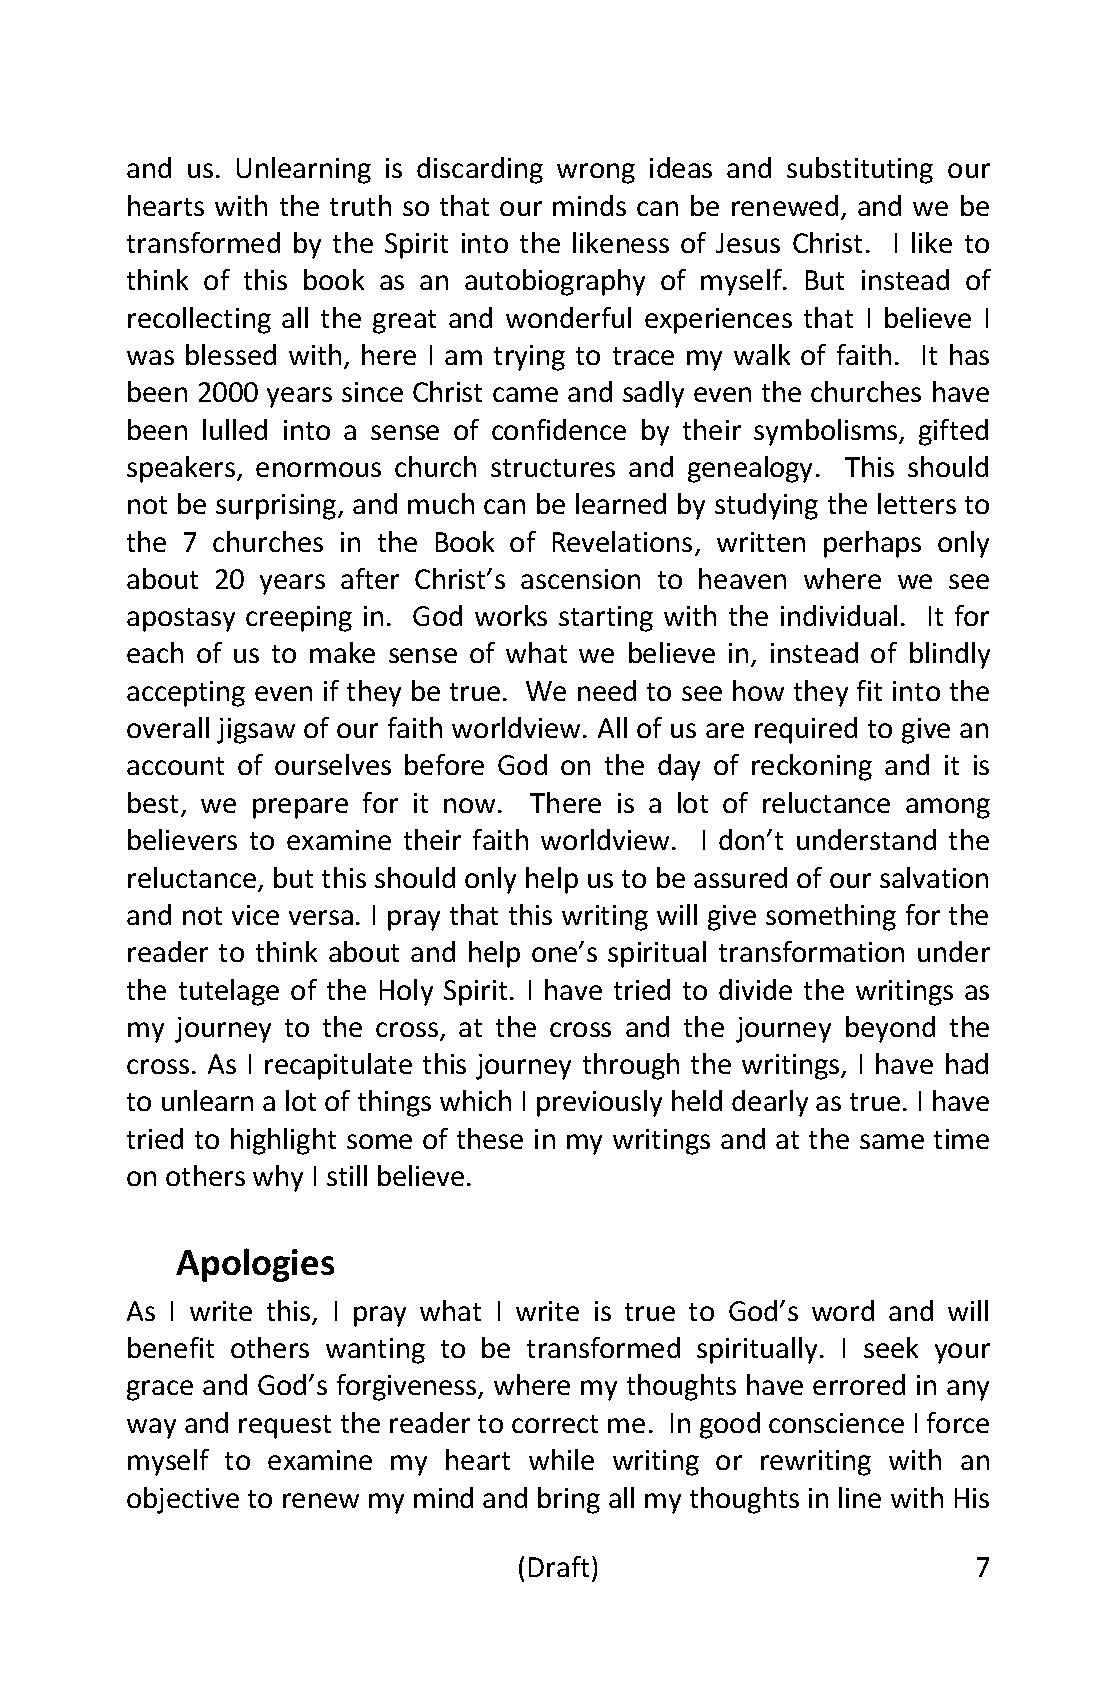 and us. Unlearning is discarding wrong ideas and substituting our
hearts with the truth so that our minds can be renewed, and we be
transformed by the Spirit into the likeness of Jesus Christ.  I like to
think of this book as an autobiography of myself. But instead of
recollecting all the great and wonderful experiences that I believe I
was blessed with, here I am trying to trace my walk of faith.  It has
been 2000 years since Christ came and sadly even the churches have
been lulled into a sense of confidence by their symbolisms, gifted
speakers, enormous church structures and genealogy.  This should
not be surprising, and much can be learned by studying the letters to
the 7 churches in the Book of Revelations, written perhaps only
about 20 years after Christ’s ascension to heaven where we see
apostasy creeping in.  God works starting with the individual.  It for
each of us to make sense of what we believe in, instead of blindly
accepting even if they be true.  We need to see how they fit into the
overall jigsaw of our faith worldview. All of us are required to give an
account of ourselves before God on the day of reckoning and it is
best, we prepare for it now.  There is a lot of reluctance among
believers to examine their faith worldview.  I don’t understand the
reluctance, but this should only help us to be assured of our salvation
and not vice versa. I pray that this writing will give something for the
reader to think about and help one’s spiritual transformation under
the tutelage of the Holy Spirit. I have tried to divide the writings as
my journey to the cross, at the cross and the journey beyond the
cross. As I recapitulate this journey through the writings, I have had
to unlearn a lot of things which I previously held dearly as true. I have
tried to highlight some of these in my writings and at the same time
on others why I still believe.
Apologies
As I write this, I pray what I write is true to God’s word and will
benefit others wanting to be transformed spiritually. I seek your
grace and God’s forgiveness, where my thoughts have errored in any
way and request the reader to correct me.  In good conscience I force
myself to examine my heart while writing or rewriting with an
objective to renew my mind and bring all my thoughts in line with His
(Draft) 7